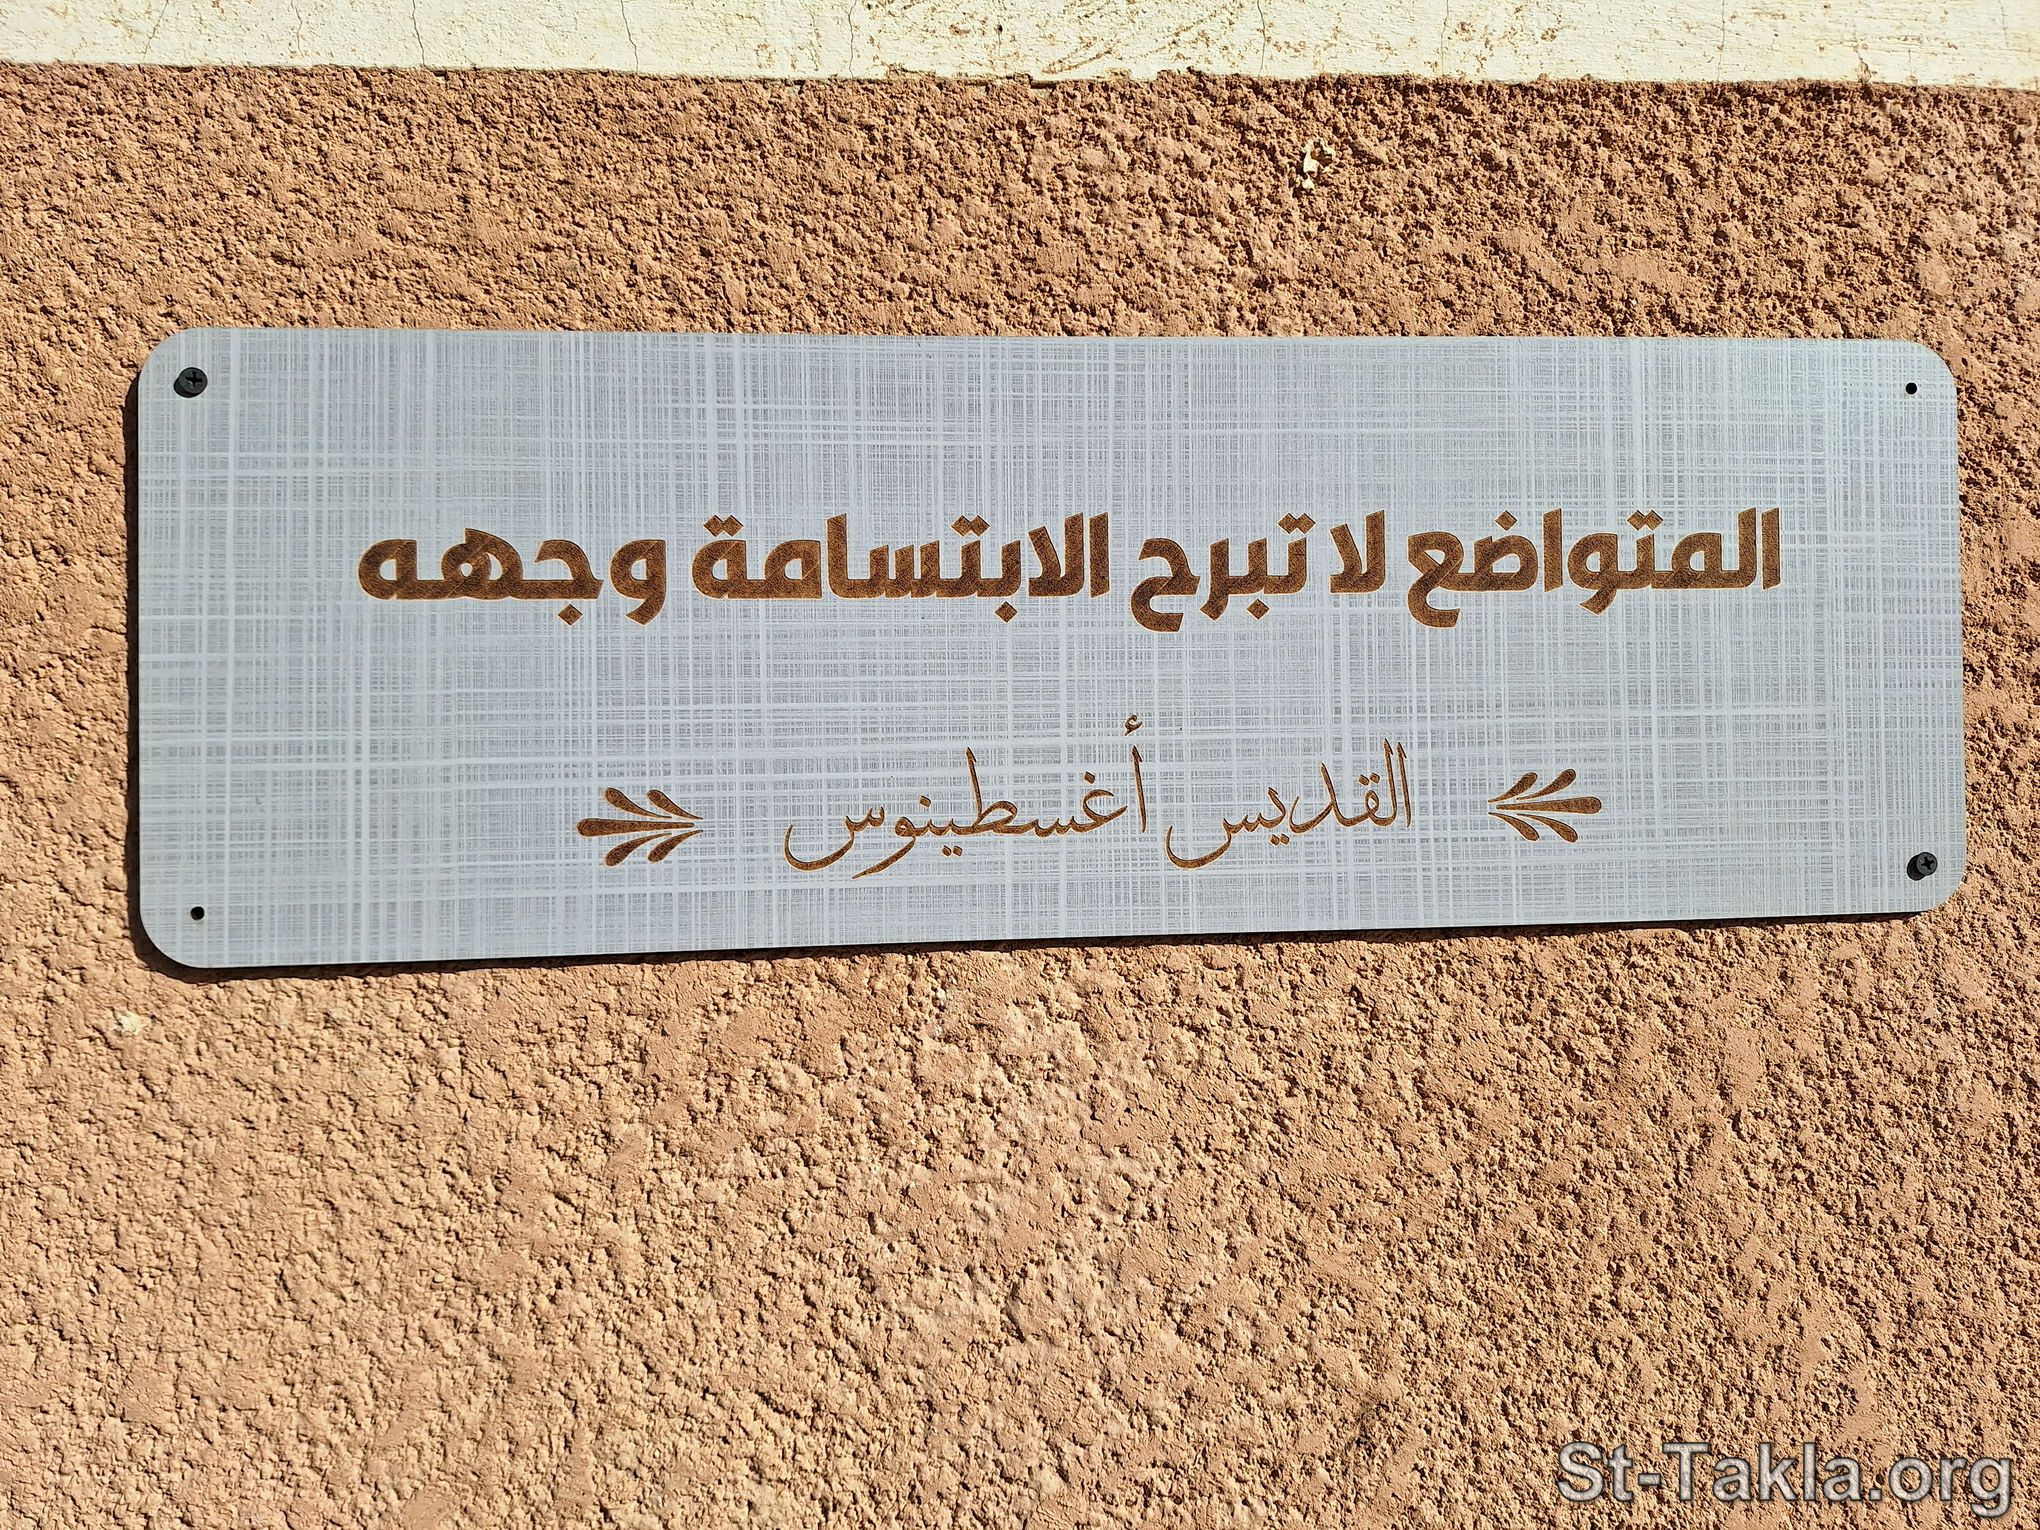 المتواضع لا تبرح الابتسامة وجهه
القديس أغسطينوس
St-Takla.org